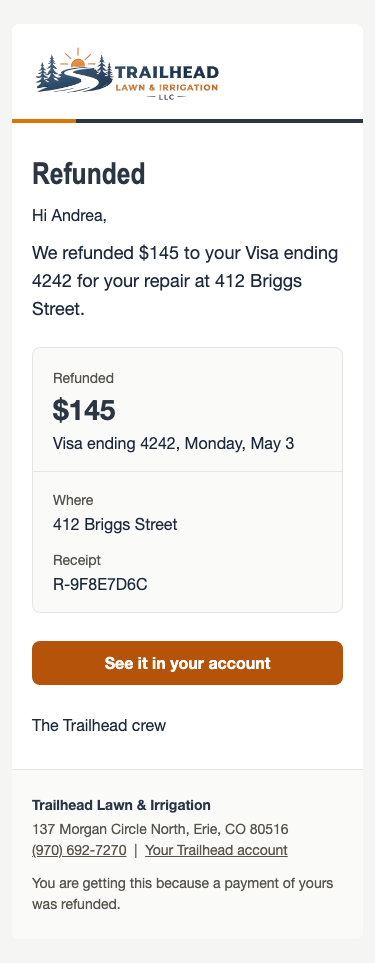 TRAILHEAD
LAWN & IRRIGATION
LLC
Refunded
Hi Andrea,
We refunded $145 to your Visa ending
4242 for your repair at 412 Briggs
Street.
Refunded
$145
Visa ending 4242, Monday, May 3
Where
412 Briggs Street
Receipt
R-9F8E7D6C
See it in your account
The Trailhead crew
Trailhead Lawn & Irrigation
137 Morgan Circle North, Erie, CO 80516
(970) 692-7270 | Your Trailhead account
You are getting this because a payment of yours
was refunded.